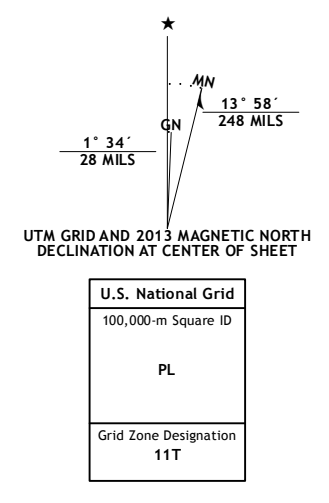 MN
13° 58´
248 MILS
GN
1° 34´
28 MILS
UTM GRID AND 2013 MAGNETIC NORTH
DECLINATION AT CENTER OF SHEET
U.S. National Grid
100,000-m Square ID
PL
Grid Zone Designation
11T